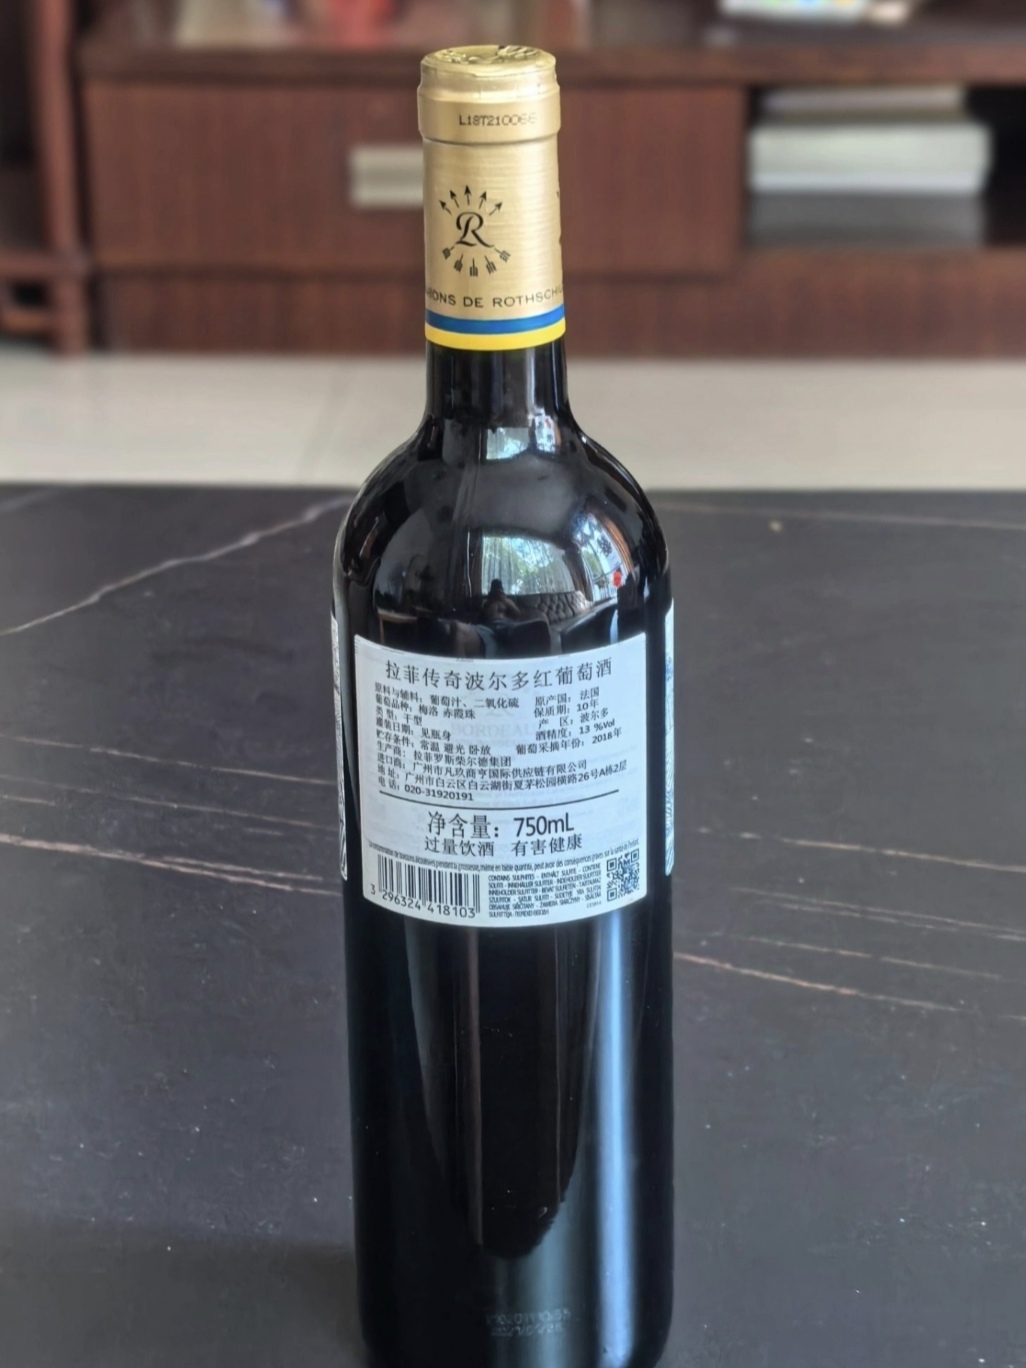 L18T210066
R
DE ROTHSCHI
拉菲传奇波尔多红葡萄酒
原料与辅料：葡萄汁、二氧化硫 原产国：法国
葡萄品种：梅洛 赤霞珠 保质期：10年
类型：干型 产 区：波尔多
灌装日期：见瓶身 酒精度：13 %Vol
贮存条件：常温 避光 卧放 葡萄采摘年份：2018年
生产商：拉菲罗斯柴尔德集团
进口商：广州市凡玖商亨国际供应链有限公司
地 址：广州市白云区白云湖街夏茅松园横路26号A栋2层
电 话：020-31920191
净含量：750mL
过量饮酒 有害健康
3 296324 418103
CONTAINS SULPHITES - ENTHÄLT SULFITE - CONTIENE